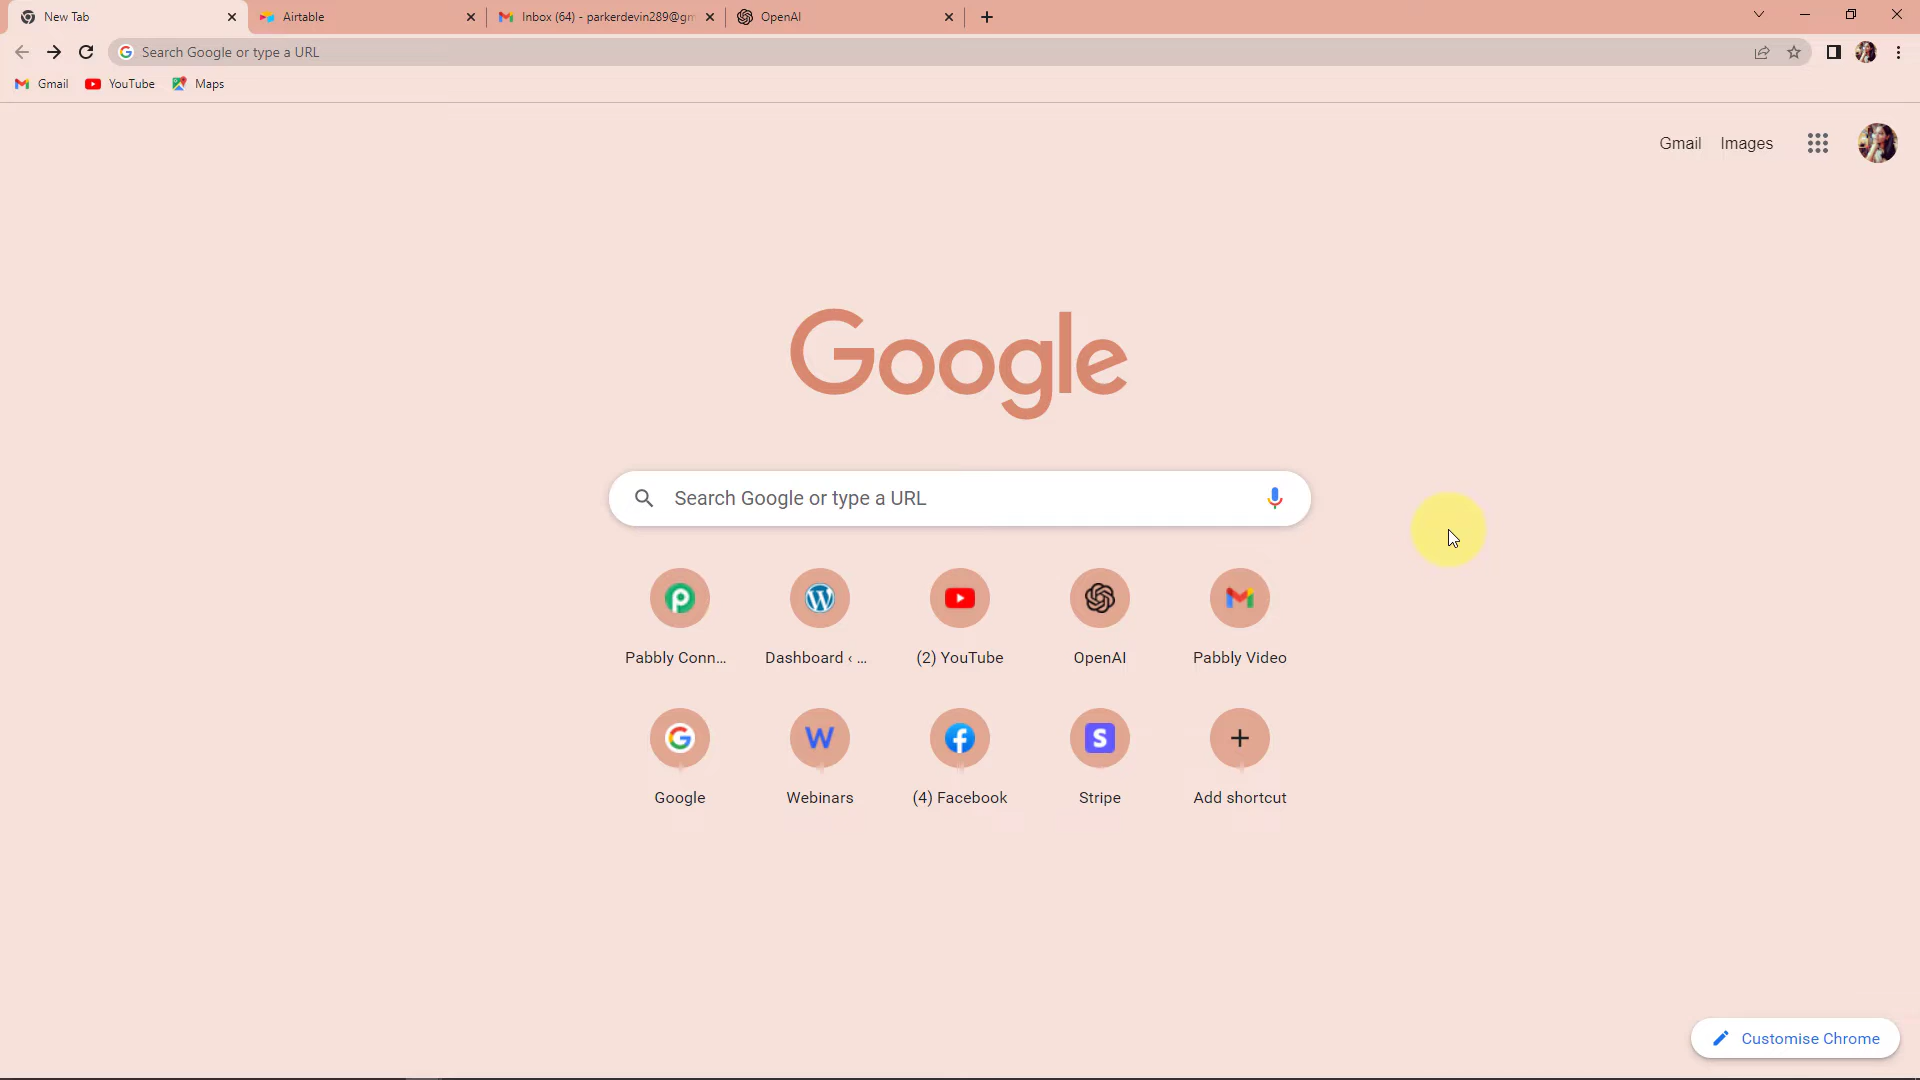 New Tab
Airtable
Inbox (64) - parkerdevin289@gm
OpenAI
Search Google or type a URL
Gmail
YouTube
Maps
Gmail
Images
Google
Search Google or type a URL
Pabbly Conn...
Dashboard ‹ ...
(2) YouTube
OpenAI
Pabbly Video
Google
Webinars
(4) Facebook
Stripe
Add shortcut
Customise Chrome